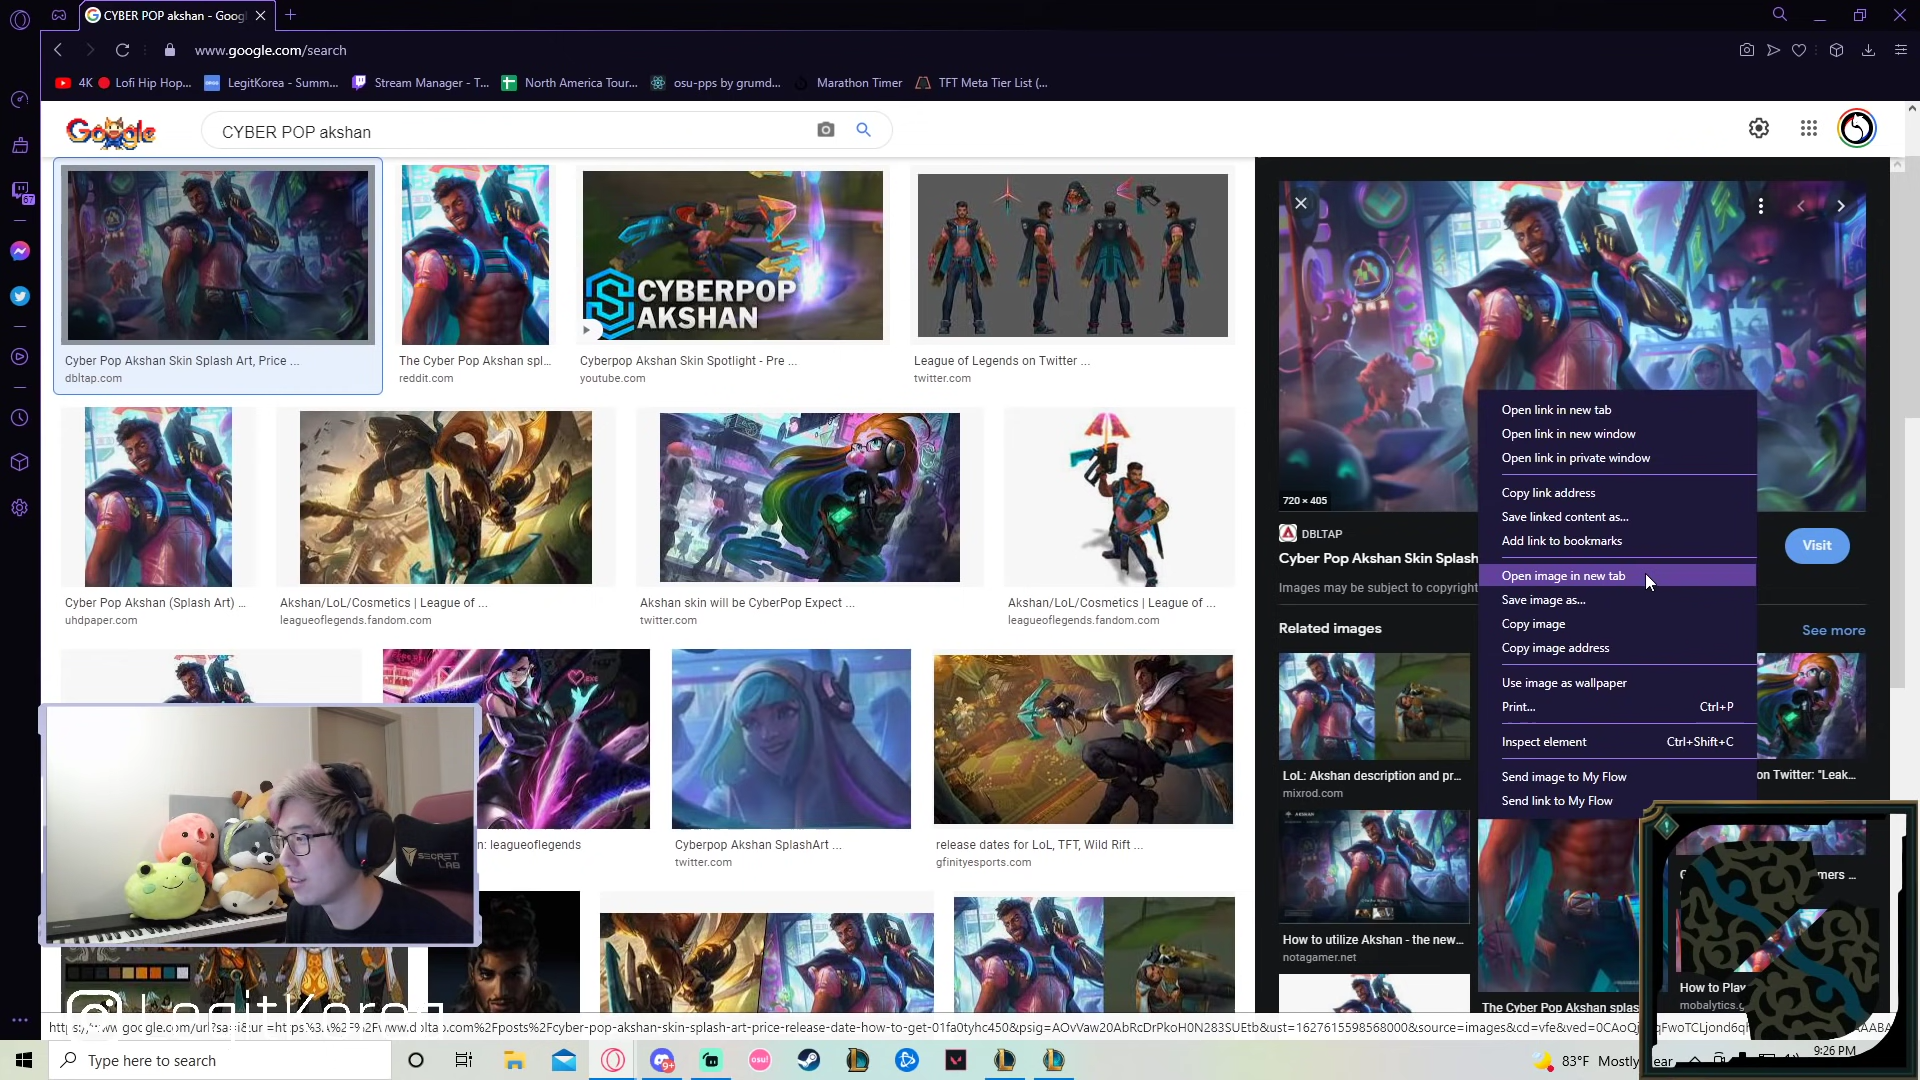 CYBER POP akshan - Goog
www.google.com/search
4K
Lofi Hip Hop...
LegitKorea - Summ...
Stream Manager - T...
North America Tour...
osu-pps by grumd...
Marathon Timer
TFT Meta Tier List (...
67
Google
CYBER POP akshan
CYBERPOP
AKSHAN
Cyber Pop Akshan Skin Splash Art, Price ...
dbltap.com
The Cyber Pop Akshan spl...
reddit.com
Cyberpop Akshan Skin Spotlight - Pre ...
youtube.com
League of Legends on Twitter ...
twitter.com
Cyber Pop Akshan (Splash Art) ...
uhdpaper.com
Akshan/LoL/Cosmetics | League of ...
leagueoflegends.fandom.com
Akshan skin will be CyberPop Expect ...
twitter.com
Akshan/LoL/Cosmetics | League of ...
leagueoflegends.fandom.com
n: leagueoflegends
Cyberpop Akshan SplashArt ...
twitter.com
release dates for LoL, TFT, Wild Rift ...
gfinityesports.com
SECRET
LAB
LegitKorea
720 × 405
DBLTAP
Cyber Pop Akshan Skin Splash
Images may be subject to copyright
Visit
Related images
See more
Open link in new tab
Open link in new window
Open link in private window
Copy link address
Save linked content as...
Add link to bookmarks
Open image in new tab
Save image as...
Copy image
Copy image address
Use image as wallpaper
Print... Ctrl+P
Inspect element Ctrl+Shift+C
Send image to My Flow
Send link to My Flow
LoL: Akshan description and pr...
mixrod.com
on Twitter: "Leak...
How to utilize Akshan - the new...
notagamer.net
mers ...
The Cyber Pop Akshan splas
How to Play
mobalytics.g
Type here to search
9+
osu!
83°F Mostly clear
9:26 PM